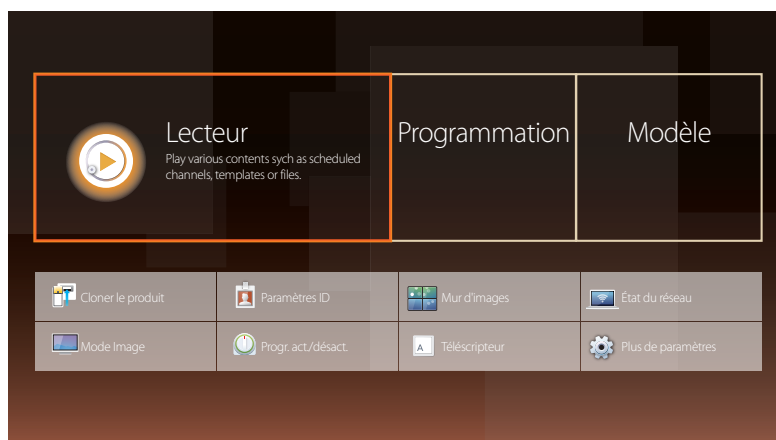 Lecteur
Play various contents sych as scheduled
channels, templates or files.
Programmation
Modèle
Cloner le produit
Paramètres ID
Mur d'images
État du réseau
Mode Image
Progr. act./désact.
A
Téléscripteur
Plus de paramètres